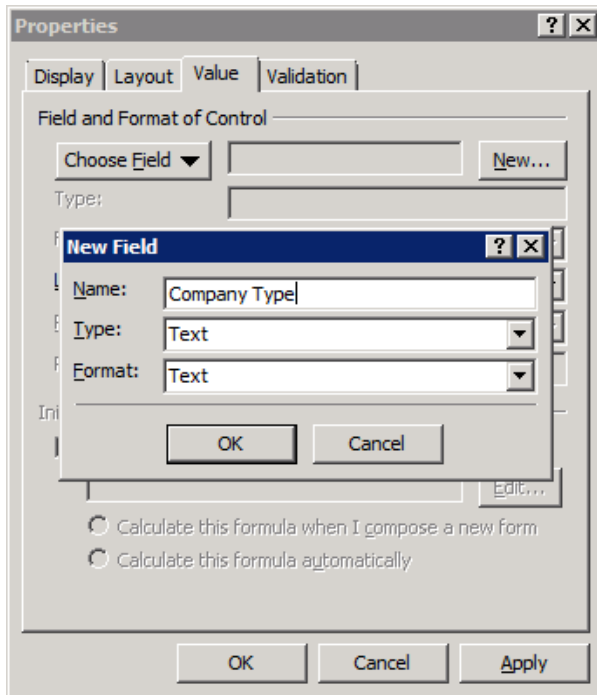 Properties
Display Layout Value Validation
Field and Format of Control
Choose Field New...
Type:
New Field
Name: Company Type
Type: Text
Format: Text
OK Cancel
Ini
Edit...
Calculate this formula when I compose a new form
Calculate this formula automatically
OK Cancel Apply